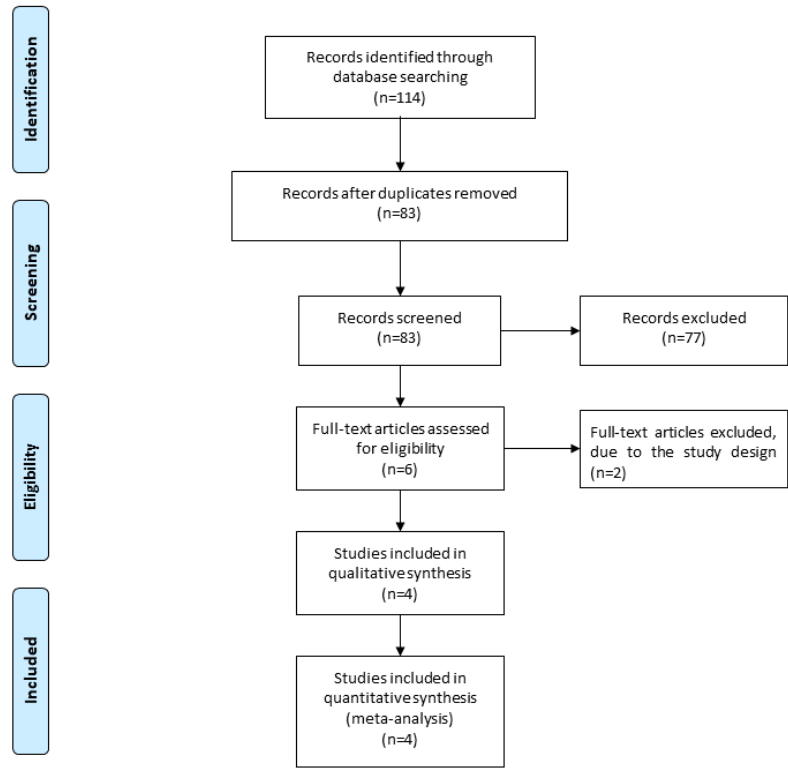 Identification
Records identified through
database searching
(n=114)
Records after duplicates removed
(n=83)
Screening
Records screened
(n=83)
Records excluded
(n=77)
Eligibility
Full-text articles assessed
for eligibility
(n=6)
Full-text articles excluded,
due to the study design
(n=2)
Studies included in
qualitative synthesis
(n=4)
Included
Studies included in
quantitative synthesis
(meta-analysis)
(n=4)